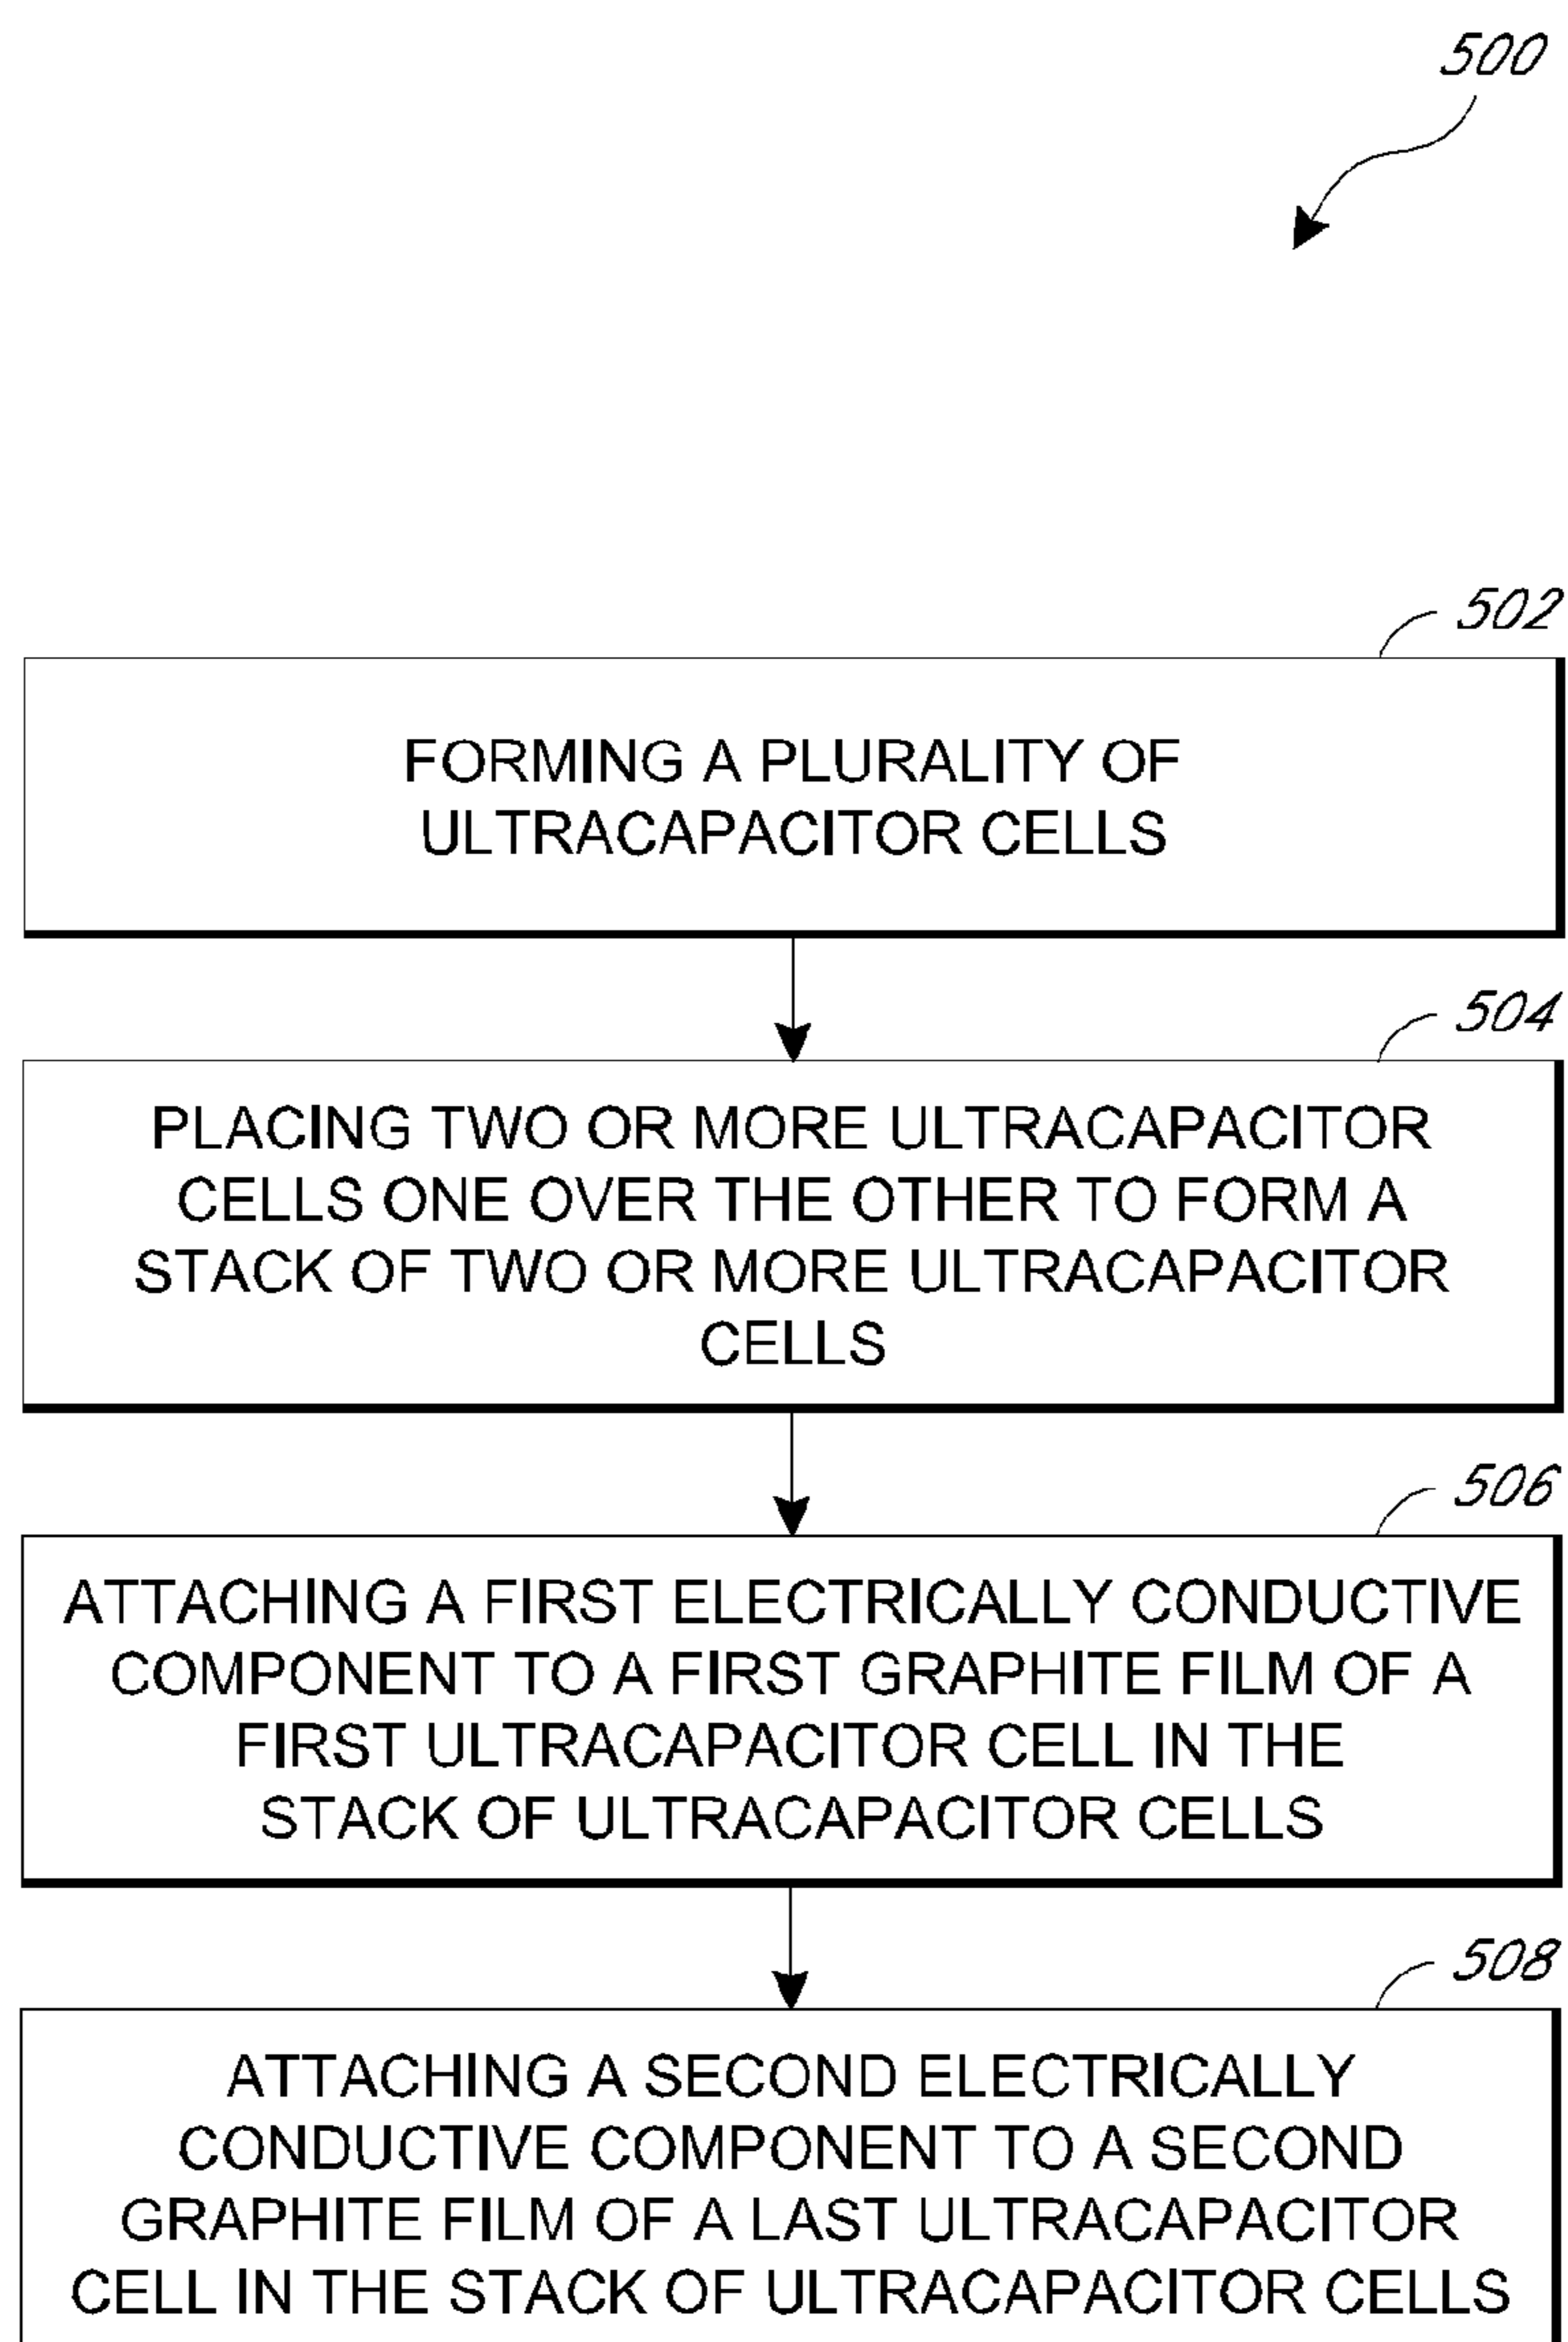 500
502
FORMING A PLURALITY OF
ULTRACAPACITOR CELLS
504
PLACING TWO OR MORE ULTRACAPACITOR
CELLS ONE OVER THE OTHER TO FORM A
STACK OF TWO OR MORE ULTRACAPACITOR
CELLS
506
ATTACHING A FIRST ELECTRICALLY CONDUCTIVE
COMPONENT TO A FIRST GRAPHITE FILM OF A
FIRST ULTRACAPACITOR CELL IN THE
STACK OF ULTRACAPACITOR CELLS
508
ATTACHING A SECOND ELECTRICALLY
CONDUCTIVE COMPONENT TO A SECOND
GRAPHITE FILM OF A LAST ULTRACAPACITOR
CELL IN THE STACK OF ULTRACAPACITOR CELLS